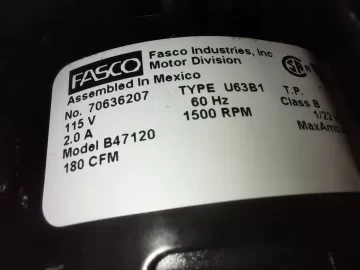 FASCO Fasco Industries, Inc
Motor Division
Assembled In Mexico
No. 70636207 TYPE U63B1 T.P.
115 V 60 Hz Class B
2.0 A 1500 RPM 1/22
Model B47120 MaxAmb
180 CFM